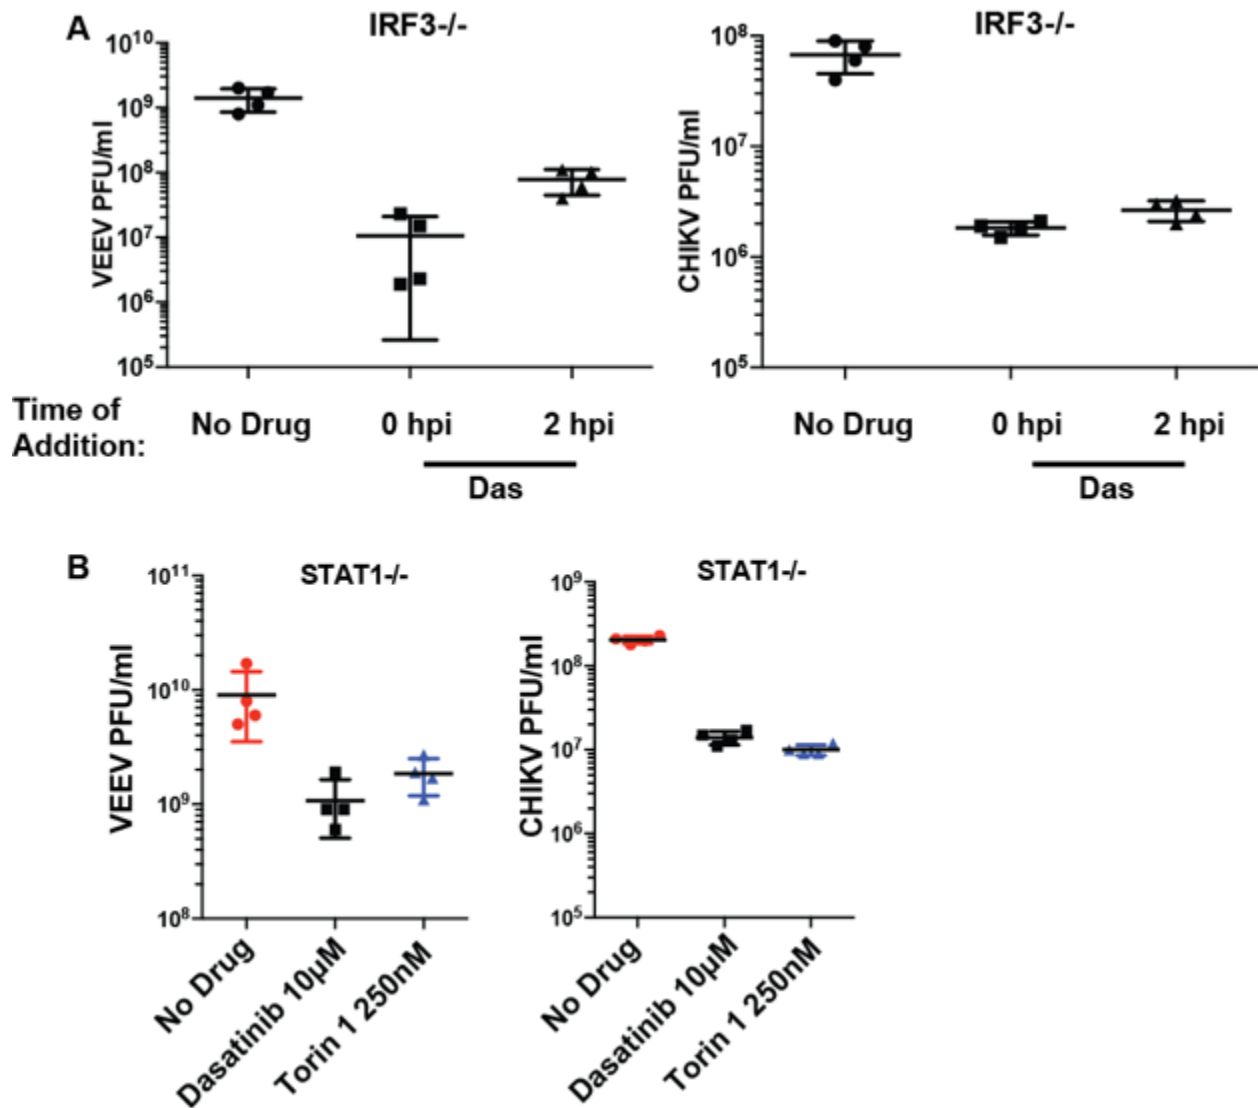 A
IRF3-/-
VEEV PFU/ml
10^10
10^9
10^8
10^7
10^6
10^5
IRF3-/-
CHIKV PFU/ml
10^8
10^7
10^6
10^5
Time of
Addition:
No Drug
0 hpi
2 hpi
Das
No Drug
0 hpi
2 hpi
Das
B
STAT1-/-
VEEV PFU/ml
10^11
10^10
10^9
10^8
No Drug
Dasatinib 10µM
Torin 1 250nM
STAT1-/-
CHIKV PFU/ml
10^9
10^8
10^7
10^6
10^5
No Drug
Dasatinib 10µM
Torin 1 250nM